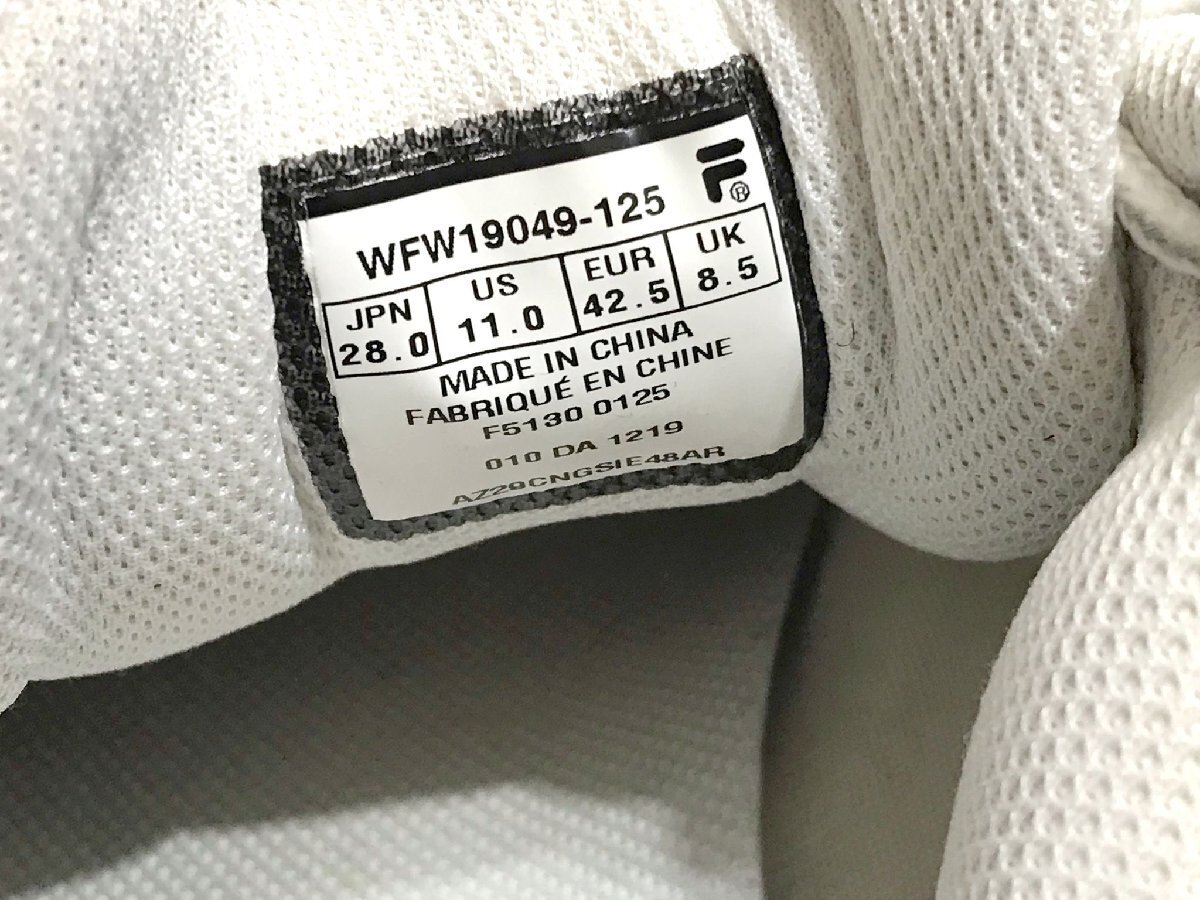 F®
WFW19049-125
JPN US EUR UK
28.0 11.0 42.5 8.5
MADE IN CHINA
FABRIQUÉ EN CHINE
F5130 0125
010 DA 1219
AZ29CNGSIE48AR